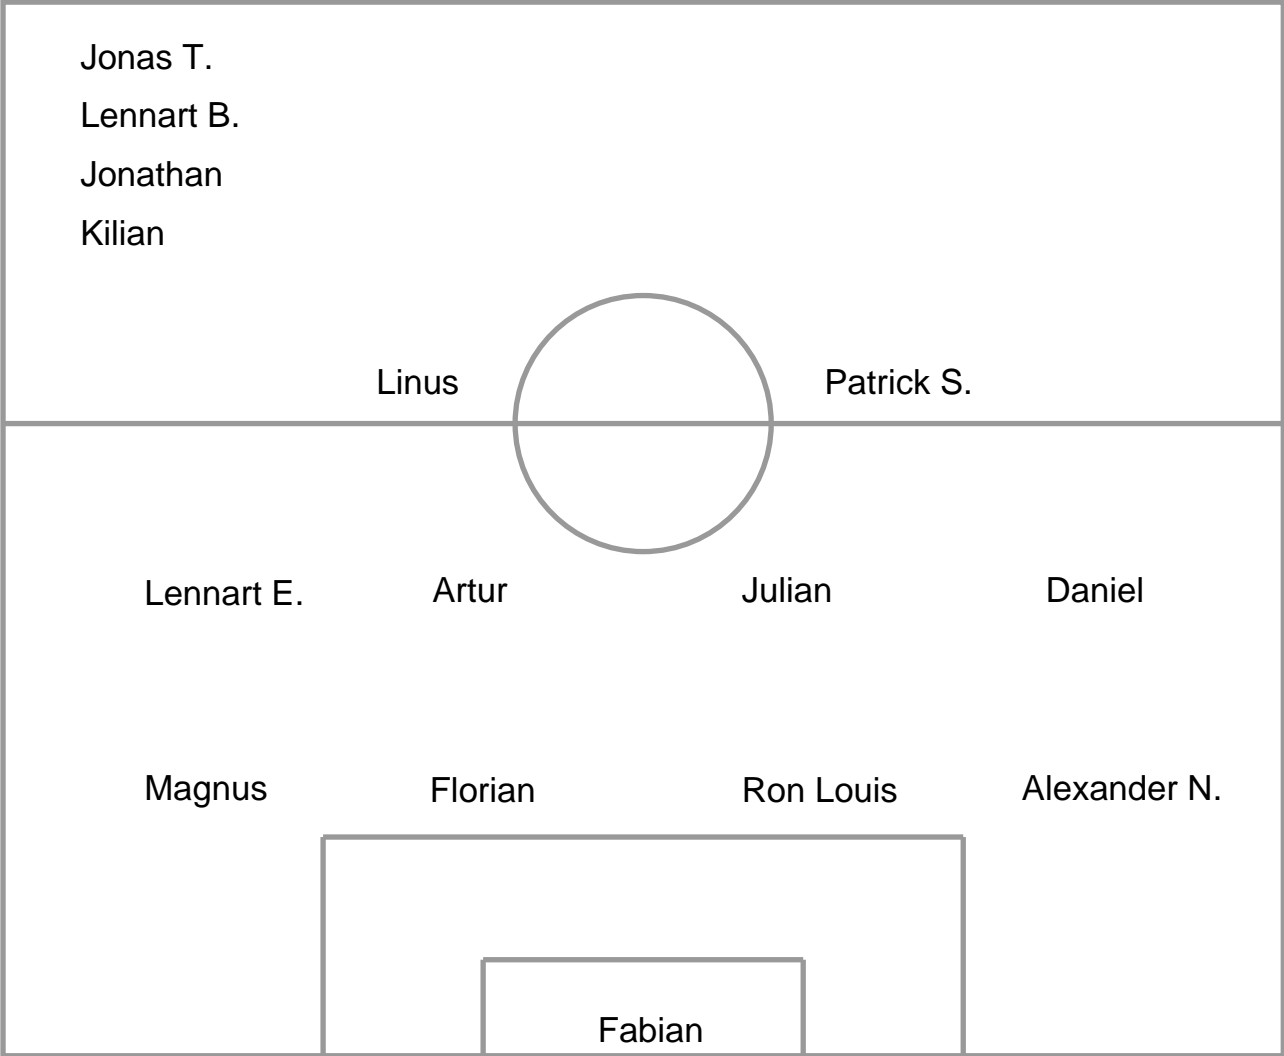 Jonas T.
Lennart B.
Jonathan
Kilian
Linus Patrick S.
Lennart E. Artur Julian Daniel
Magnus Florian Ron Louis Alexander N.
Fabian